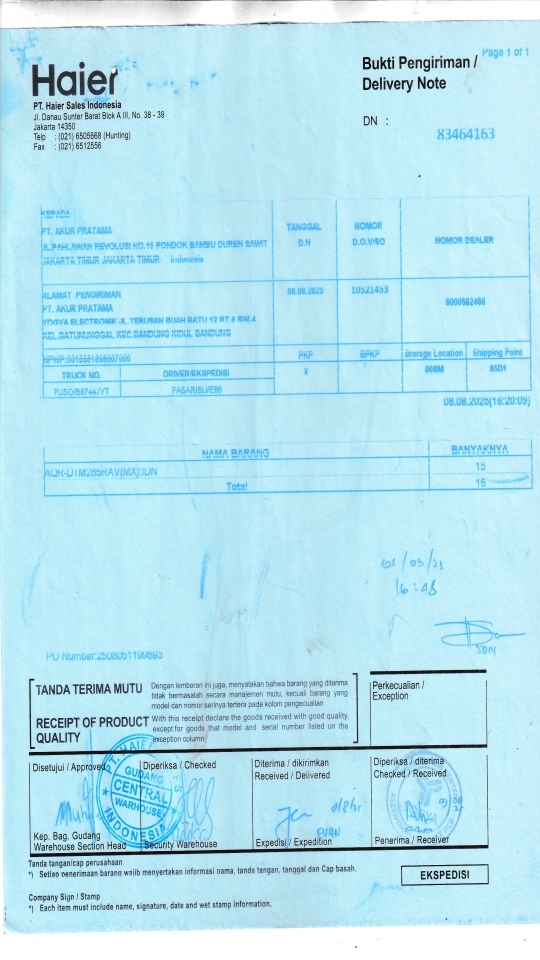 Haier
PT. Haier Sales Indonesia
Jl. Danau Sunter Barat Blok A III, No. 38 - 39
Jakarta 14350
Telp : (021) 6505668 (Hunting)
Fax : (021) 6512556
Page 1 of 1
Bukti Pengiriman /
Delivery Note
DN :
83464163
KEPADA
PT. AKUR PRATAMA
JL.PAHLAWAN REVOLUSI NO.15 PONDOK BAMBU DUREN SAWIT
JAKARTA TIMUR JAKARTA TIMUR Indonesia
TANGGAL
D.N
NOMOR
D.O./SO
NOMOR DEALER
ALAMAT PENGIRIMAN
PT. AKUR PRATAMA
YOGYA ELECTRONIK JL.TERUSAN BUAH BATU 12 RT.8 RW.4
KEL.BATUNUNGGAL KEC.BANDUNG KIDUL BANDUNG
08.08.2025
10521453
PKP
BPKP
Storage Location
Shipping Point
TRUCK NO.
DRIVER/EKSPEDISI
X
85D1
08.08.2025(16:20:09)
NAMA BARANG
BANYAKNYA
15
Total
15
16:45
PO Number:2508051199893
TANDA TERIMA MUTU
Dengan lembaran ini juga, menyatakan bahwa barang yang diterima
tidak bermasalah secara manajemen mutu, kecuali barang yang
model dan nomor serinya tertera pada kolom pengecualian
RECEIPT OF PRODUCT
QUALITY
With this receipt declare the goods received with good quality,
except for goods that model and serial number listed on the
exception column
Perkecualian /
Exception
Disetujui / Approved
Diperiksa / Checked
Diterima / dikirimkan
Received / Delivered
Diperiksa / diterima
Checked / Received
PT. HAIER
GUDANG
CENTRAL
WARHOUSE
INDONESIA
Kep. Bag. Gudang
Warehouse Section Head
Security Warehouse
Expedisi / Expedition
Penerima / Receiver
Tanda tangan/cap perusahaan
*) Setiap penerimaan barang wajib menyertakan informasi nama, tanda tangan, tanggal dan Cap basah.
EKSPEDISI
Company Sign / Stamp
*) Each item must include name, signature, date and wet stamp information.